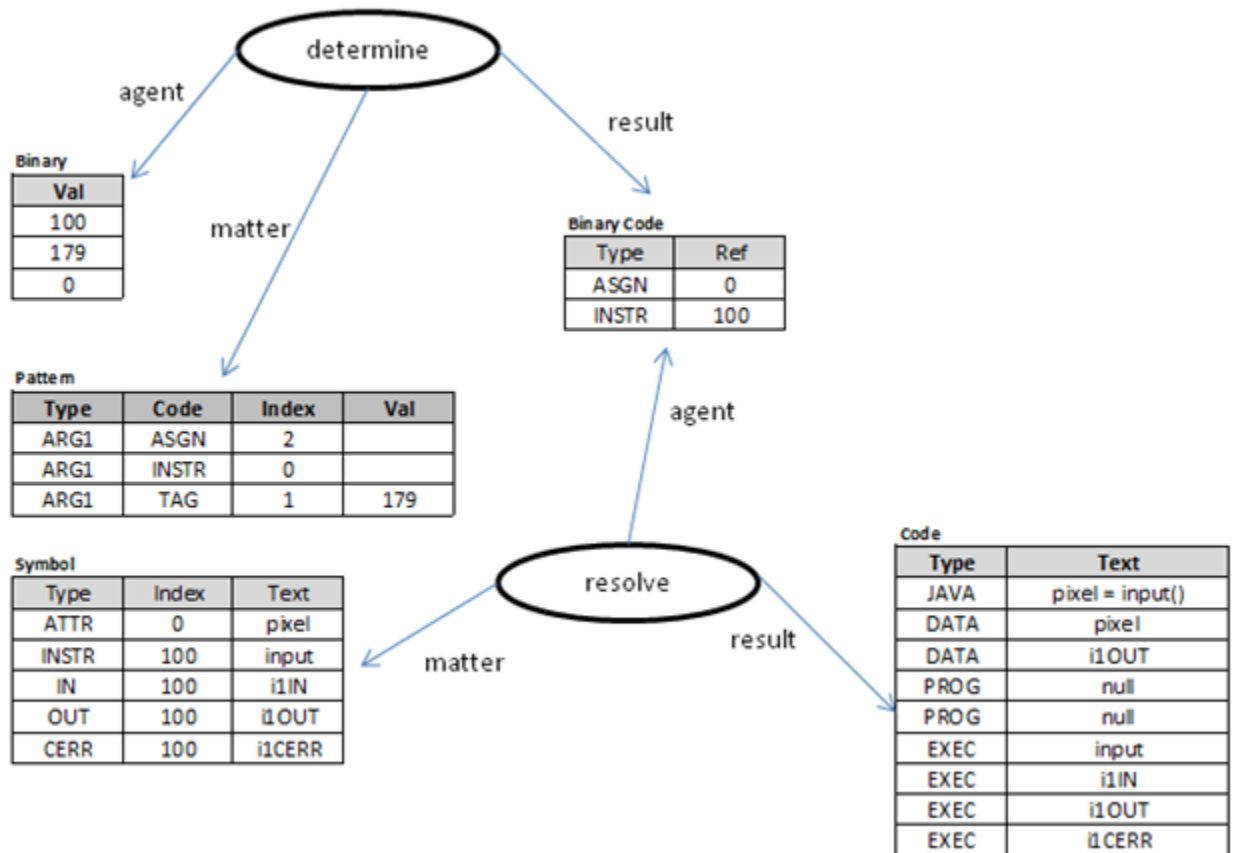 determine
agent
result
Binary
Val
100
179
0
matter
Binary Code
Type Ref
ASGN 0
INSTR 100
Pattern
Type Code Index Val
ARG1 ASGN 2
ARG1 INSTR 0
ARG1 TAG 1 179
agent
Symbol
Type Index Text
ATTR 0 pixel
INSTR 100 input
IN 100 i1IN
OUT 100 i1OUT
CERR 100 i1CERR
resolve
matter
result
Code
Type Text
JAVA pixel = input()
DATA pixel
DATA i1OUT
PROG null
PROG null
EXEC input
EXEC i1IN
EXEC i1OUT
EXEC i1CERR